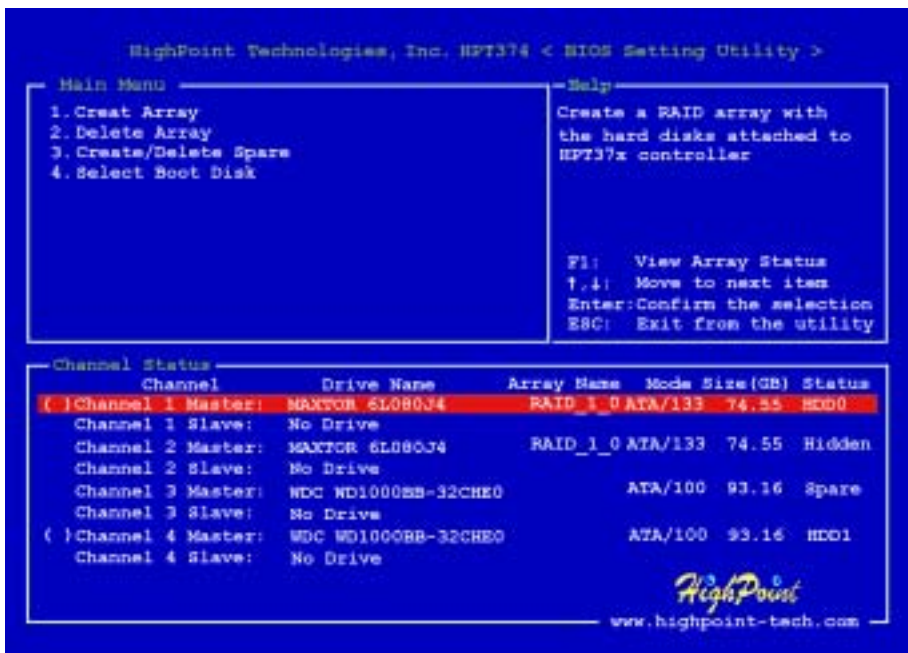 HighPoint Technologies, Inc. HPT374 < BIOS Setting Utility >
Main Menu
1.Creat Array
2.Delete Array
3.Create/Delete Spare
4.Select Boot Disk
Help
Create a RAID array with
the hard disks attached to
HPT37x controller
F1: View Array Status
↑,↓: Move to next item
Enter:Confirm the selection
ESC: Exit from the utility
Channel Status
Channel Drive Name Array Name Mode Size(GB) Status
( )Channel 1 Master: MAXTOR 6L080J4 RAID_1_0 ATA/133 74.55 HDD0
Channel 1 Slave: No Drive
Channel 2 Master: MAXTOR 6L080J4 RAID_1_0 ATA/133 74.55 Hidden
Channel 2 Slave: No Drive
Channel 3 Master: WDC WD1000BB-32CHE0 ATA/100 93.16 Spare
Channel 3 Slave: No Drive
( )Channel 4 Master: WDC WD1000BB-32CHE0 ATA/100 93.16 HDD1
Channel 4 Slave: No Drive
HighPoint
www.highpoint-tech.com